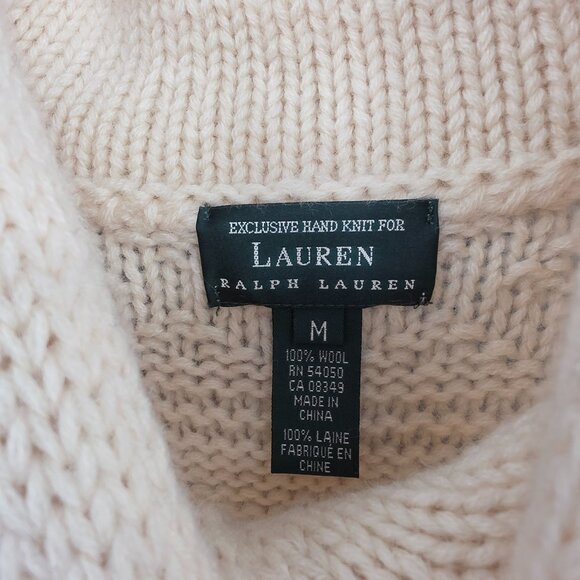 EXCLUSIVE HAND KNIT FOR
LAUREN
RALPH LAUREN
M
100% WOOL
RN 54050
CA 08349
MADE IN
CHINA
100% LAINE
FABRIQUÉ EN
CHINE